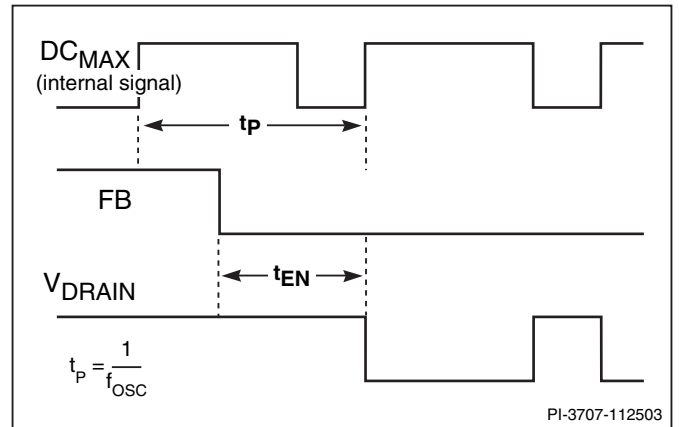 DCMAX
(internal signal)
tP
FB
tEN
VDRAIN
tP = 1/fOSC
PI-3707-112503